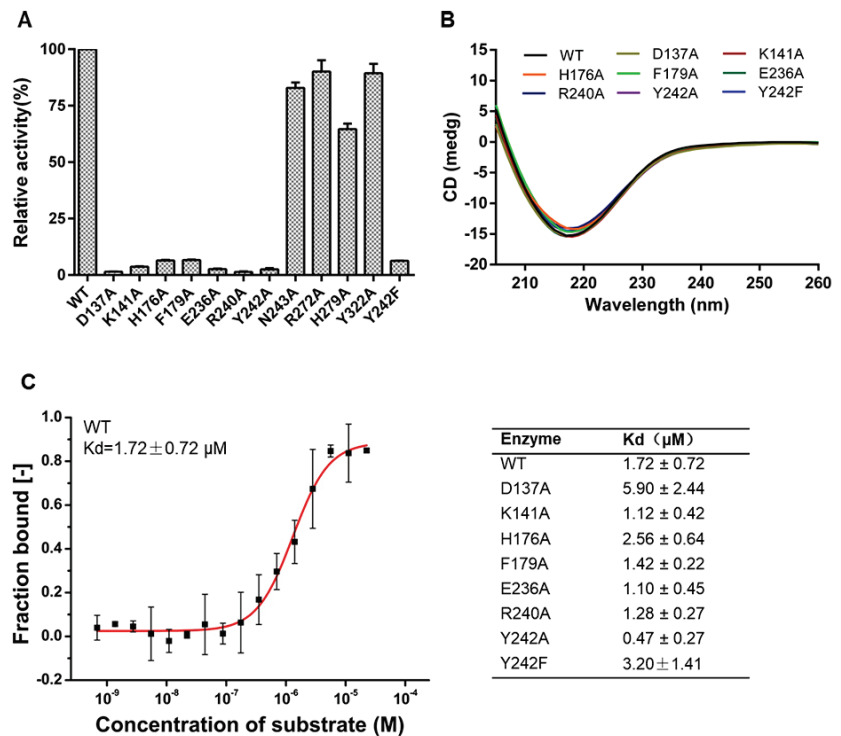 A
Relative activity(%)
100
75
50
25
0
WT
D137A
K141A
H176A
F179A
E236A
R240A
Y242A
N243A
R272A
H279A
Y322A
Y242F
B
CD (medg)
15
10
5
0
-5
-10
-15
-20
WT D137A K141A
H176A F179A E236A
R240A Y242A Y242F
210 220 230 240 250 260
Wavelength (nm)
C
Fraction bound [-]
1.0
0.8
0.6
0.4
0.2
0.0
-0.2
WT
Kd=1.72±0.72 μM
10-9 10-8 10-7 10-6 10-5 10-4
Concentration of substrate (M)
Enzyme Kd (μM)
WT 1.72 ± 0.72
D137A 5.90 ± 2.44
K141A 1.12 ± 0.42
H176A 2.56 ± 0.64
F179A 1.42 ± 0.22
E236A 1.10 ± 0.45
R240A 1.28 ± 0.27
Y242A 0.47 ± 0.27
Y242F 3.20±1.41